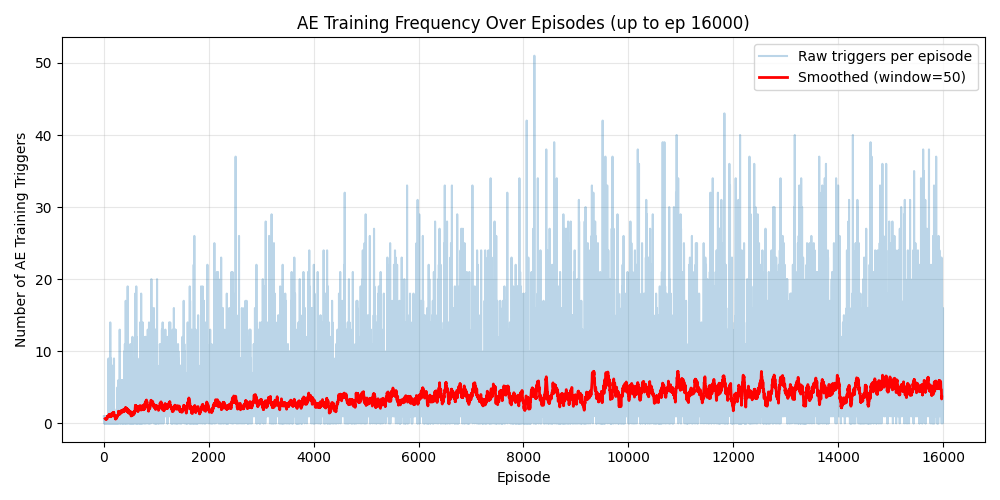 AE Training Frequency Over Episodes (up to ep 16000)
Raw triggers per episode
Smoothed (window=50)
Number of AE Training Triggers
50
40
30
20
10
0
0 2000 4000 6000 8000 10000 12000 14000 16000
Episode